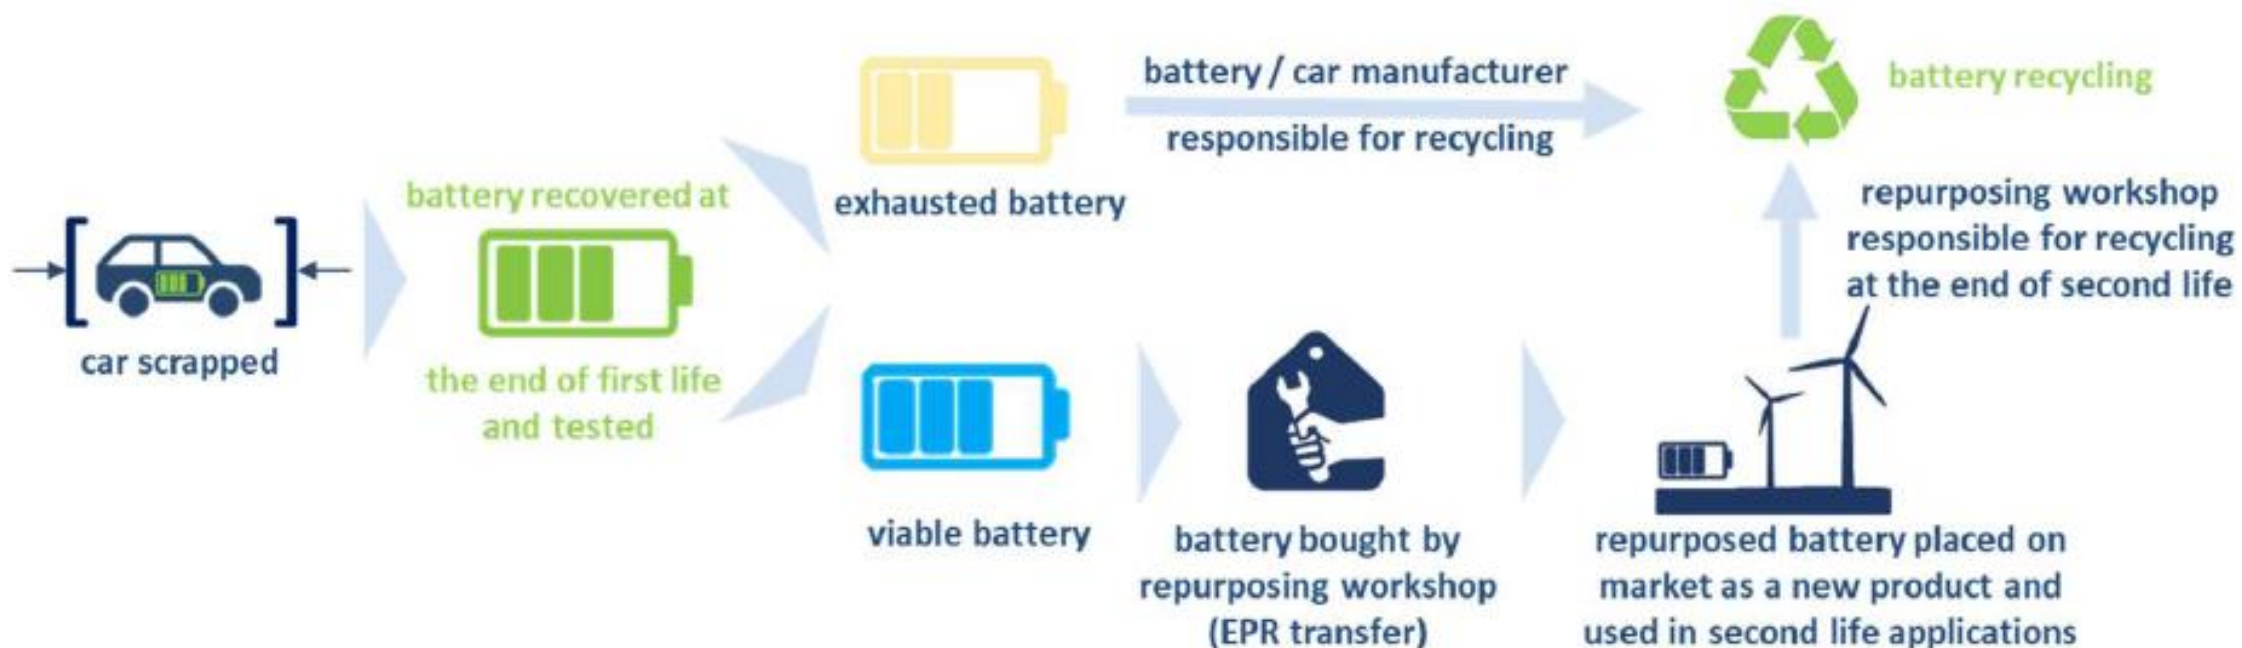 car scrapped
battery recovered at
the end of first life
and tested
exhausted battery
battery / car manufacturer
responsible for recycling
battery recycling
viable battery
battery bought by
repurposing workshop
(EPR transfer)
repurposed battery placed on
market as a new product and
used in second life applications
repurposing workshop
responsible for recycling
at the end of second life